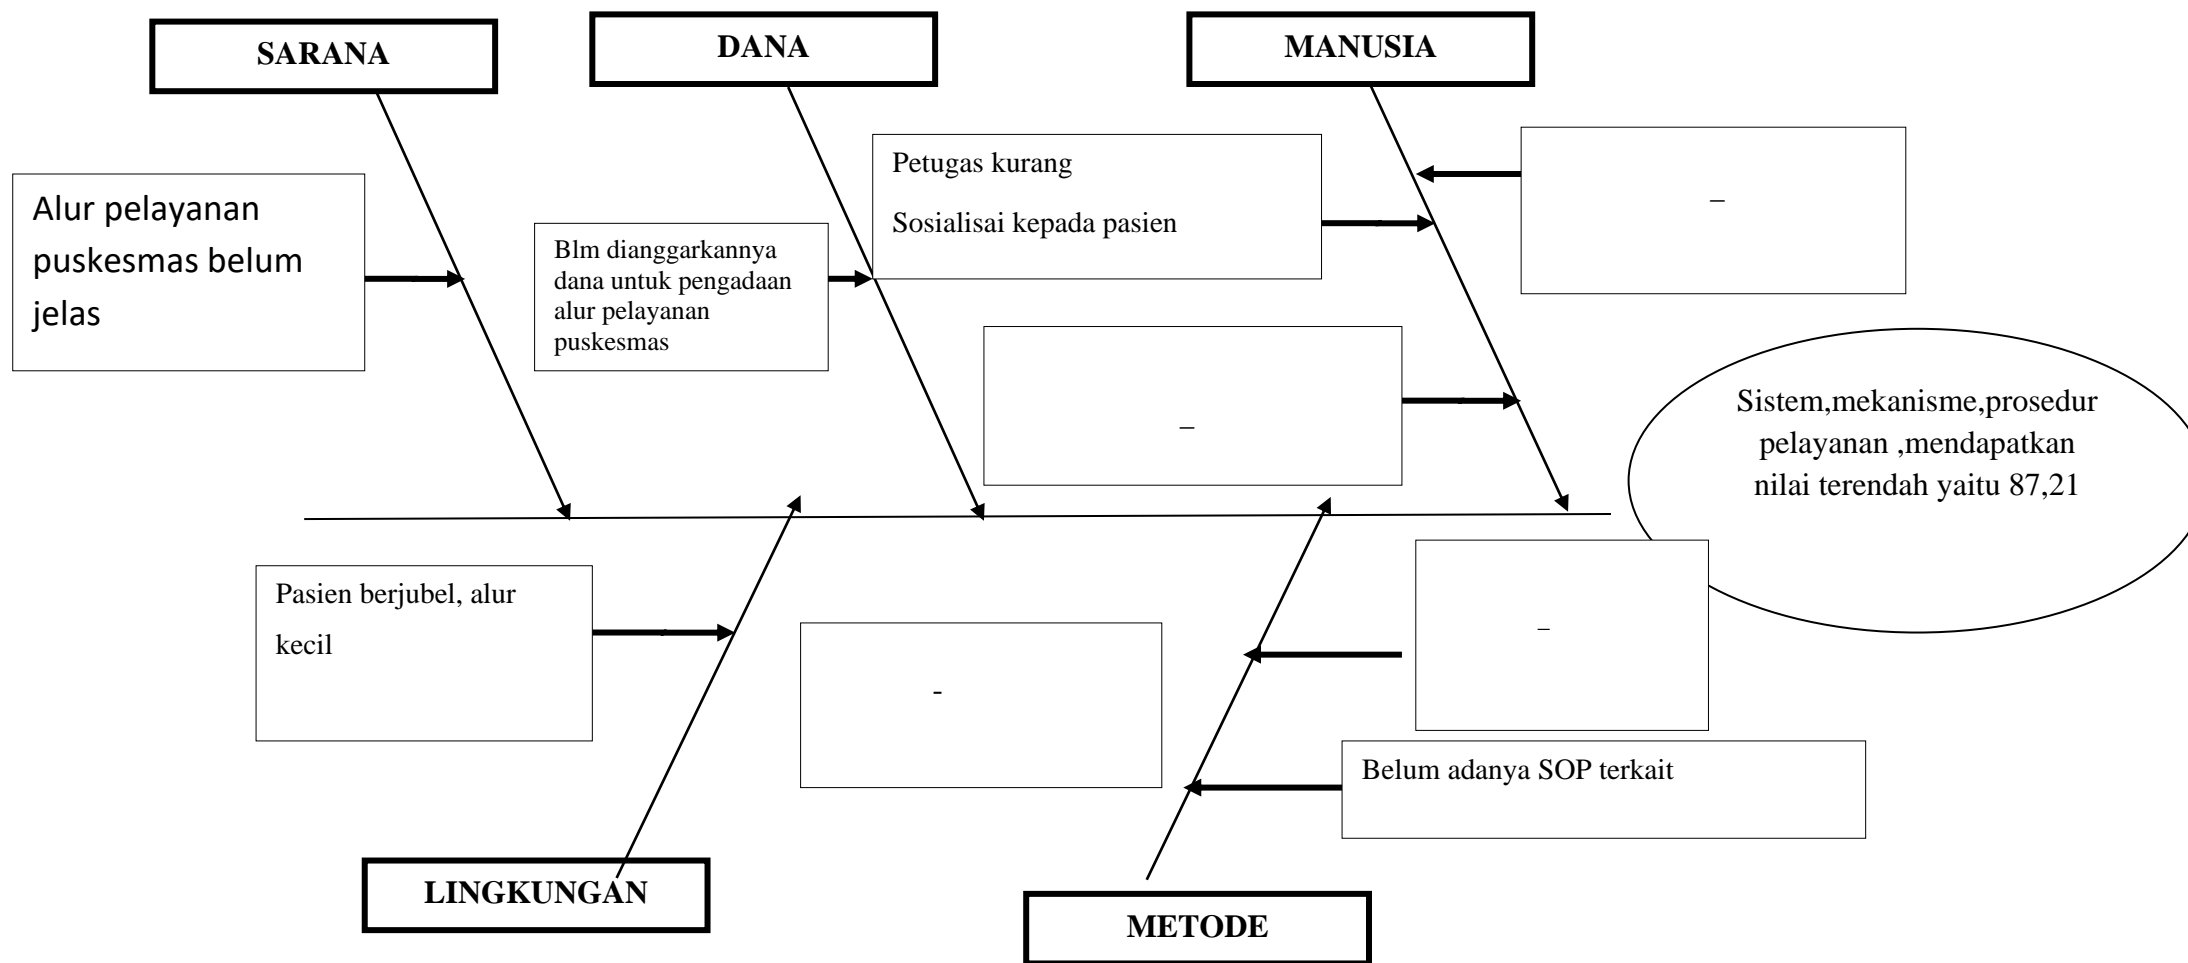 SARANA
DANA
MANUSIA
Alur pelayanan
puskesmas belum
jelas
Blm dianggarkannya
dana untuk pengadaan
alur pelayanan
puskesmas
Petugas kurang
Sosialisai kepada pasien
–
–
Sistem,mekanisme,prosedur
pelayanan ,mendapatkan
nilai terendah yaitu 87,21
Pasien berjubel, alur
kecil
-
–
Belum adanya SOP terkait
LINGKUNGAN
METODE